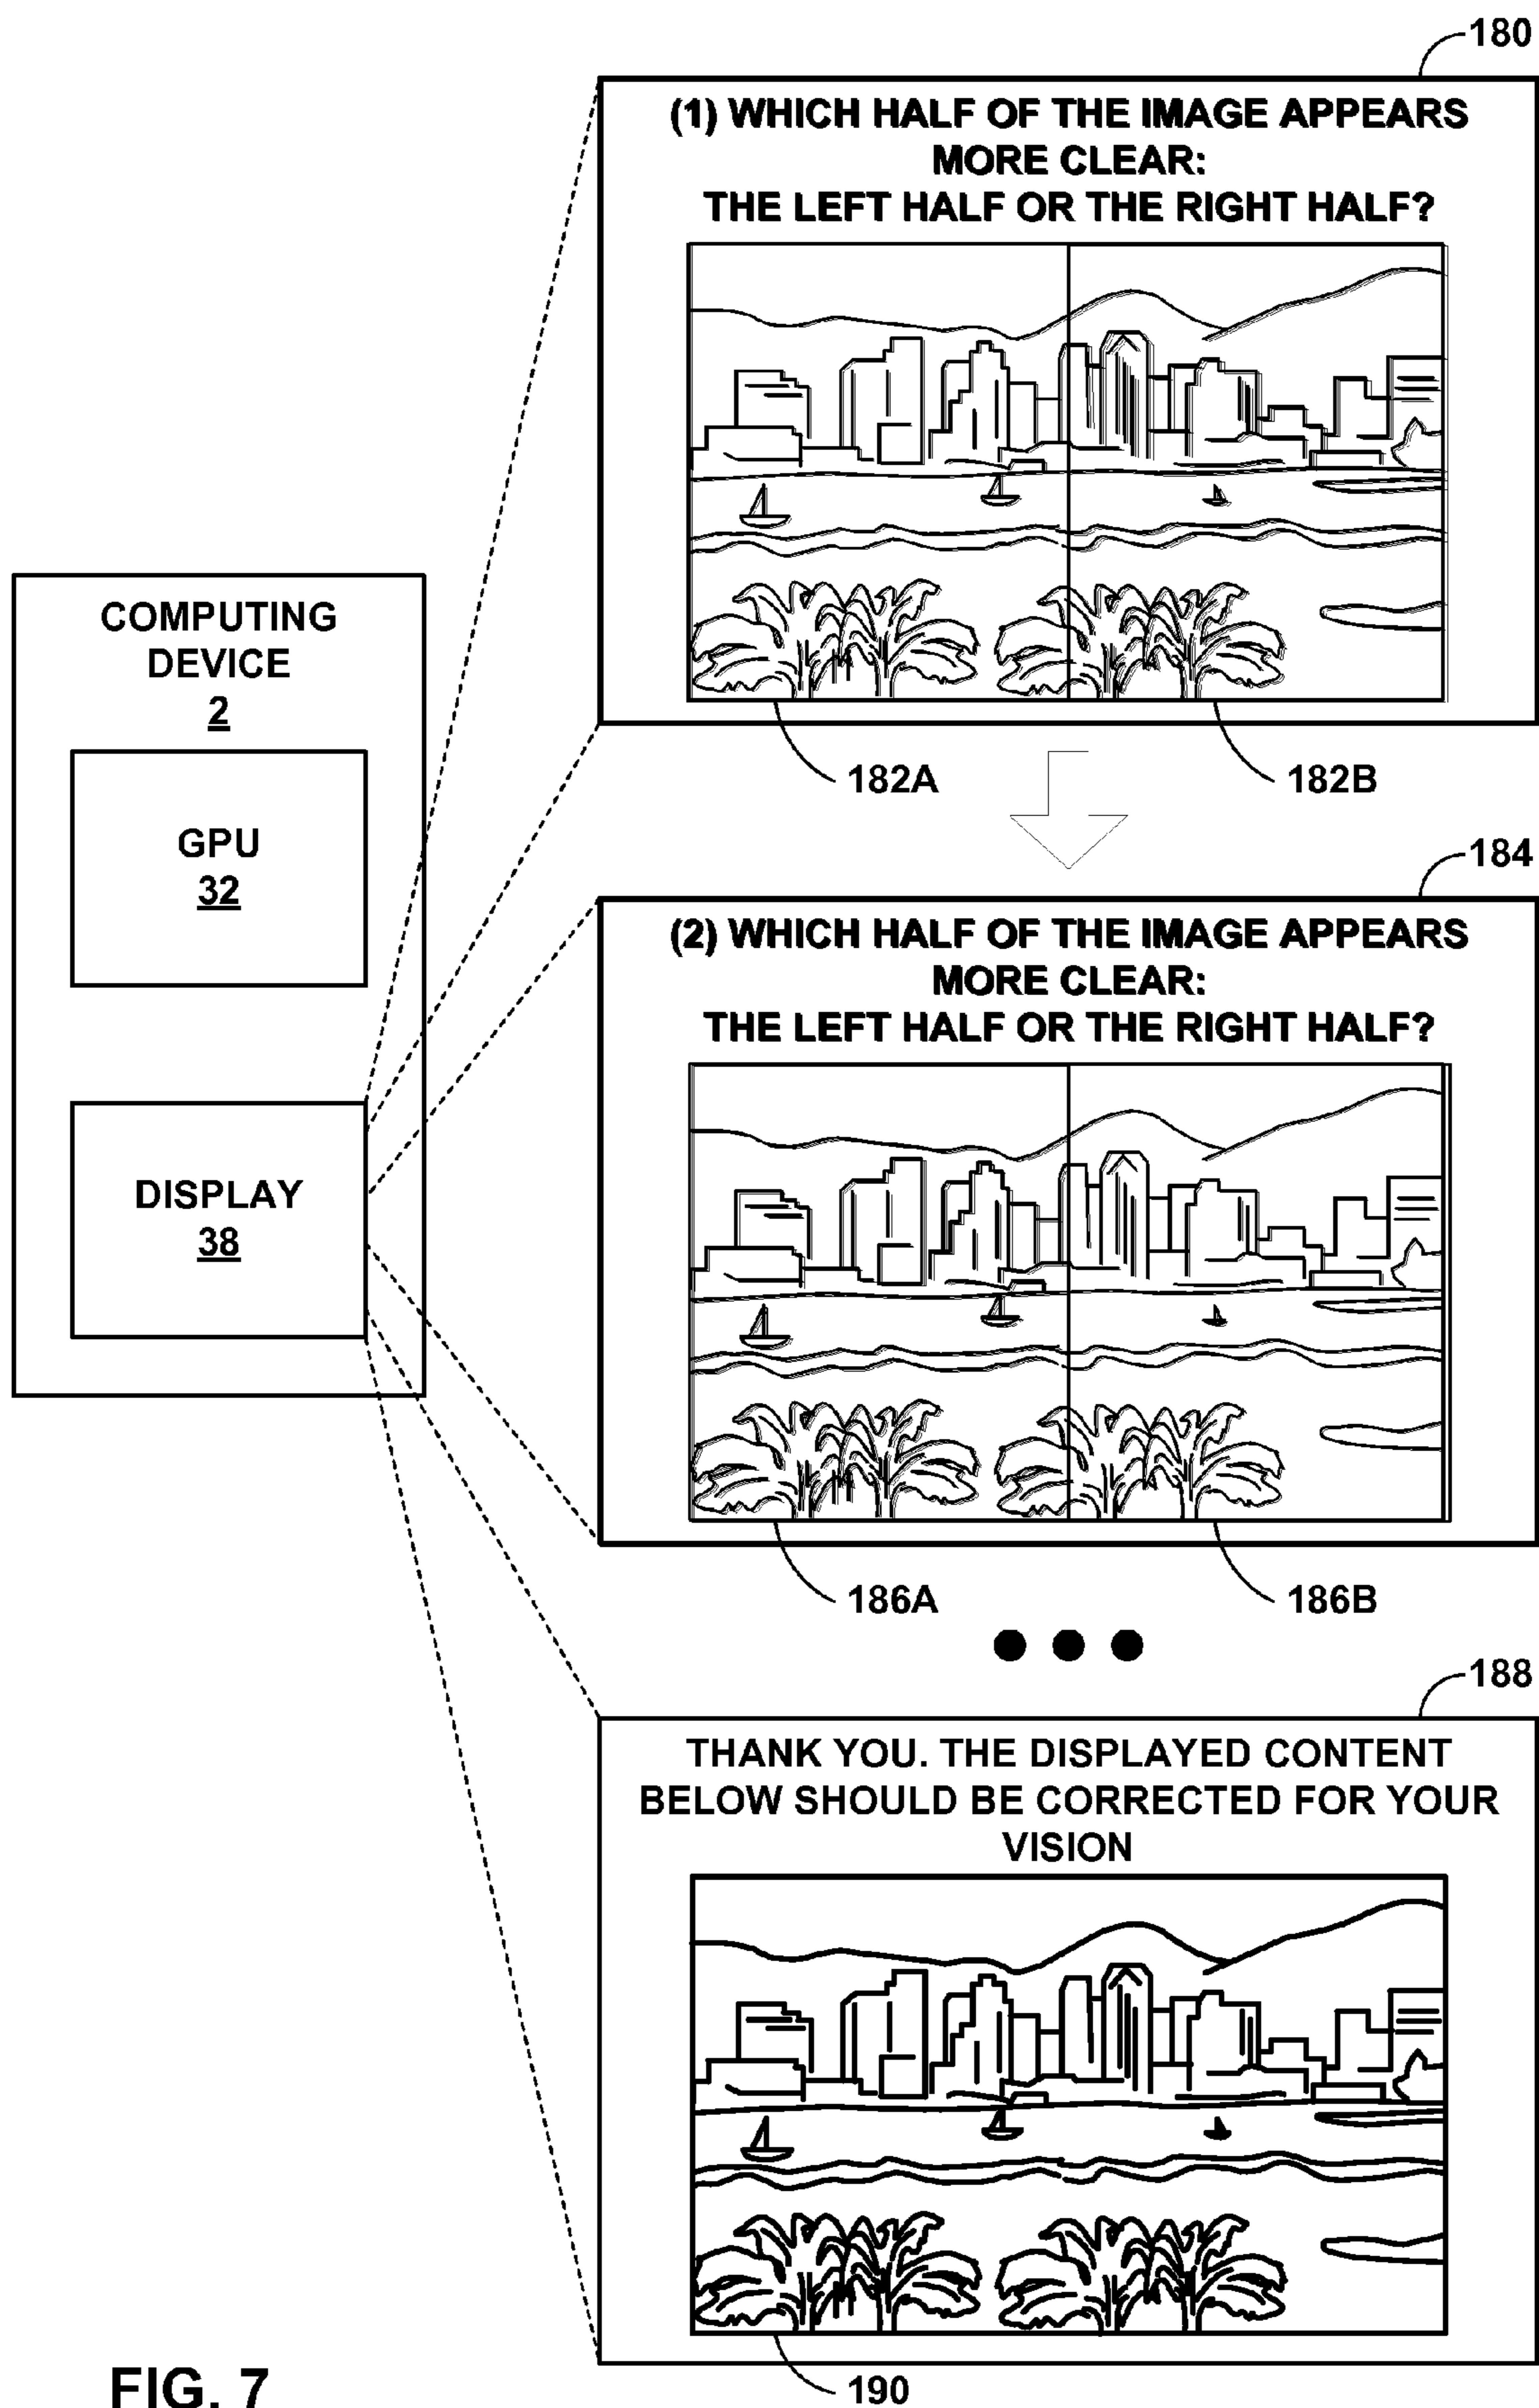 180
(1) WHICH HALF OF THE IMAGE APPEARS
MORE CLEAR:
THE LEFT HALF OR THE RIGHT HALF?
182A
182B
COMPUTING
DEVICE
2
GPU
32
DISPLAY
38
184
(2) WHICH HALF OF THE IMAGE APPEARS
MORE CLEAR:
THE LEFT HALF OR THE RIGHT HALF?
186A
186B
188
THANK YOU. THE DISPLAYED CONTENT
BELOW SHOULD BE CORRECTED FOR YOUR
VISION
190
FIG. 7